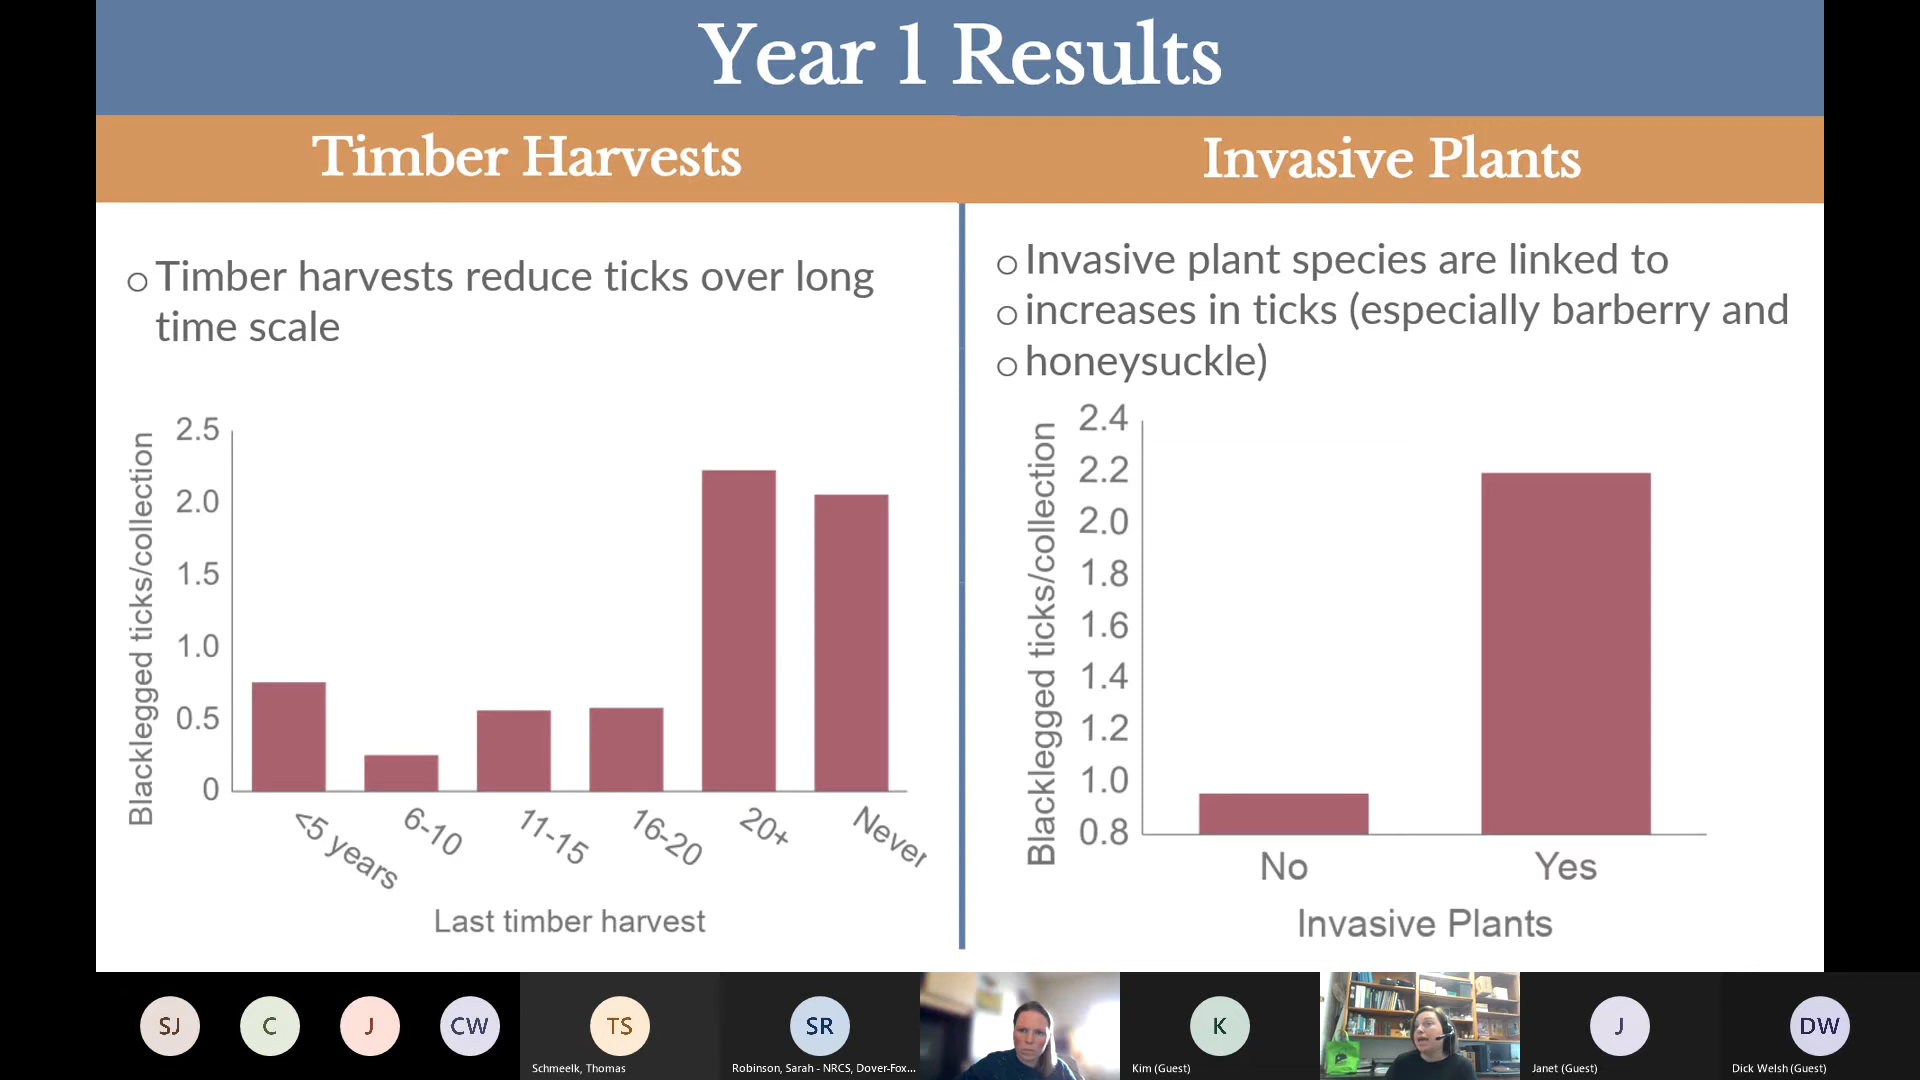 Year 1 Results
Timber Harvests
Invasive Plants
Timber harvests reduce ticks over long
time scale
Invasive plant species are linked to
increases in ticks (especially barberry and
honeysuckle)
Blacklegged ticks/collection
2.5
2.0
1.5
1.0
0.5
0
<5 years
6-10
11-15
16-20
20+
Never
Last timber harvest
Blacklegged ticks/collection
2.4
2.2
2.0
1.8
1.6
1.4
1.2
1.0
0.8
No
Yes
Invasive Plants
SJ
C
J
CW
TS
SR
K
J
DW
Schmeelk, Thomas
Robinson, Sarah - NRCS, Dover-Fox...
Kim (Guest)
Janet (Guest)
Dick Welsh (Guest)